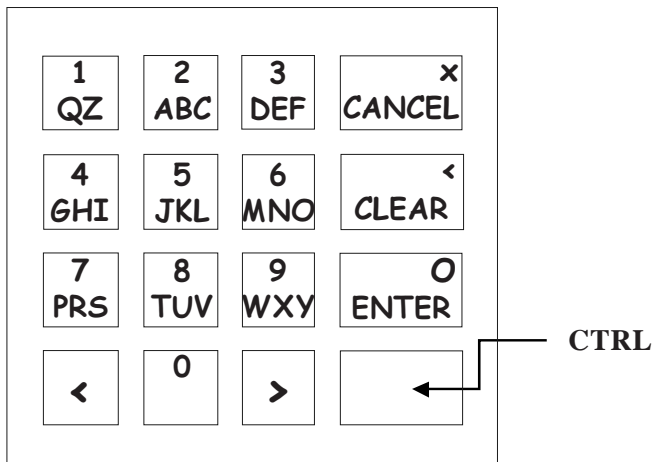 1 2 3 x
QZ ABC DEF CANCEL
4 5 6 <
GHI JKL MNO CLEAR
7 8 9 O
PRS TUV WXY ENTER
CTRL
0
< >